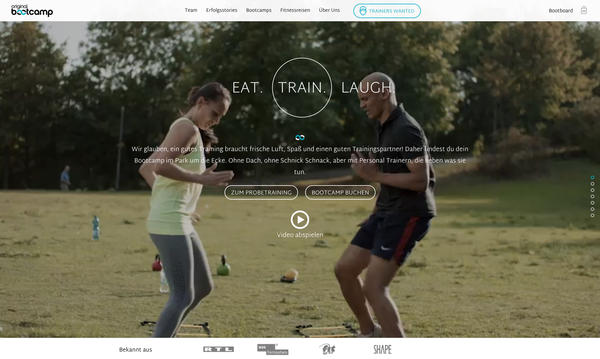 original
bootcamp
Team
Erfolgsstories
Bootcamps
Fitnessreisen
Über Uns
TRAINERS WANTED
Bootboard
EAT. TRAIN. LAUGH.
Wir glauben, ein gutes Training braucht frische Luft, Spaß und einen guten Trainingspartner! Daher findest du dein
Bootcamp im Park um die Ecke. Ohne Dach, ohne Schnick Schnack, aber mit Personal Trainern, die lieben was sie
tun.
ZUM PROBETRAINING
BOOTCAMP BUCHEN
Video abspielen
Bekannt aus
RTL
fit
SHAPE